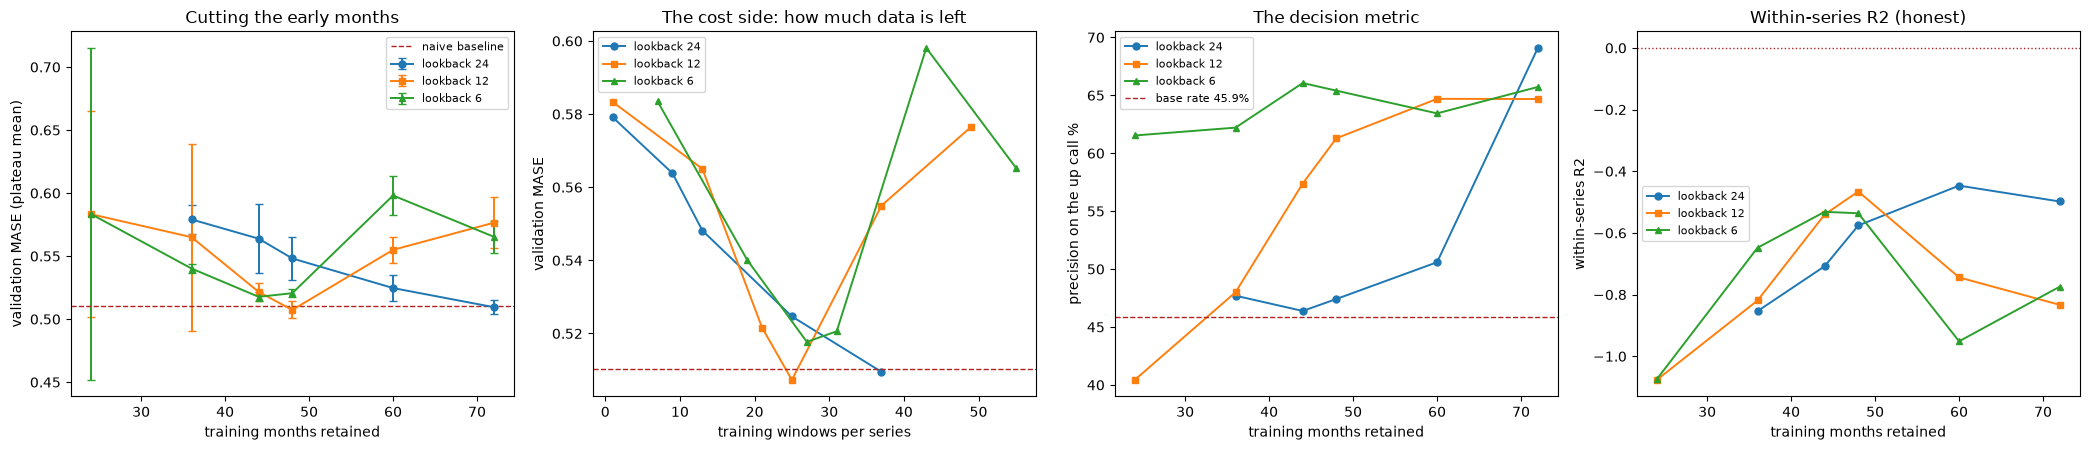 Cutting the early months
validation MASE (plateau mean)
0.70
0.65
0.60
0.55
0.50
0.45
naive baseline
lookback 24
lookback 12
lookback 6
30
40
50
60
70
training months retained
The cost side: how much data is left
validation MASE
0.60
0.58
0.56
0.54
0.52
lookback 24
lookback 12
lookback 6
0
10
20
30
40
50
training windows per series
The decision metric
precision on the up call %
70
65
60
55
50
45
40
lookback 24
lookback 12
lookback 6
base rate 45.9%
30
40
50
60
70
training months retained
Within-series R2 (honest)
within-series R2
0.0
−0.2
−0.4
−0.6
−0.8
−1.0
lookback 24
lookback 12
lookback 6
30
40
50
60
70
training months retained